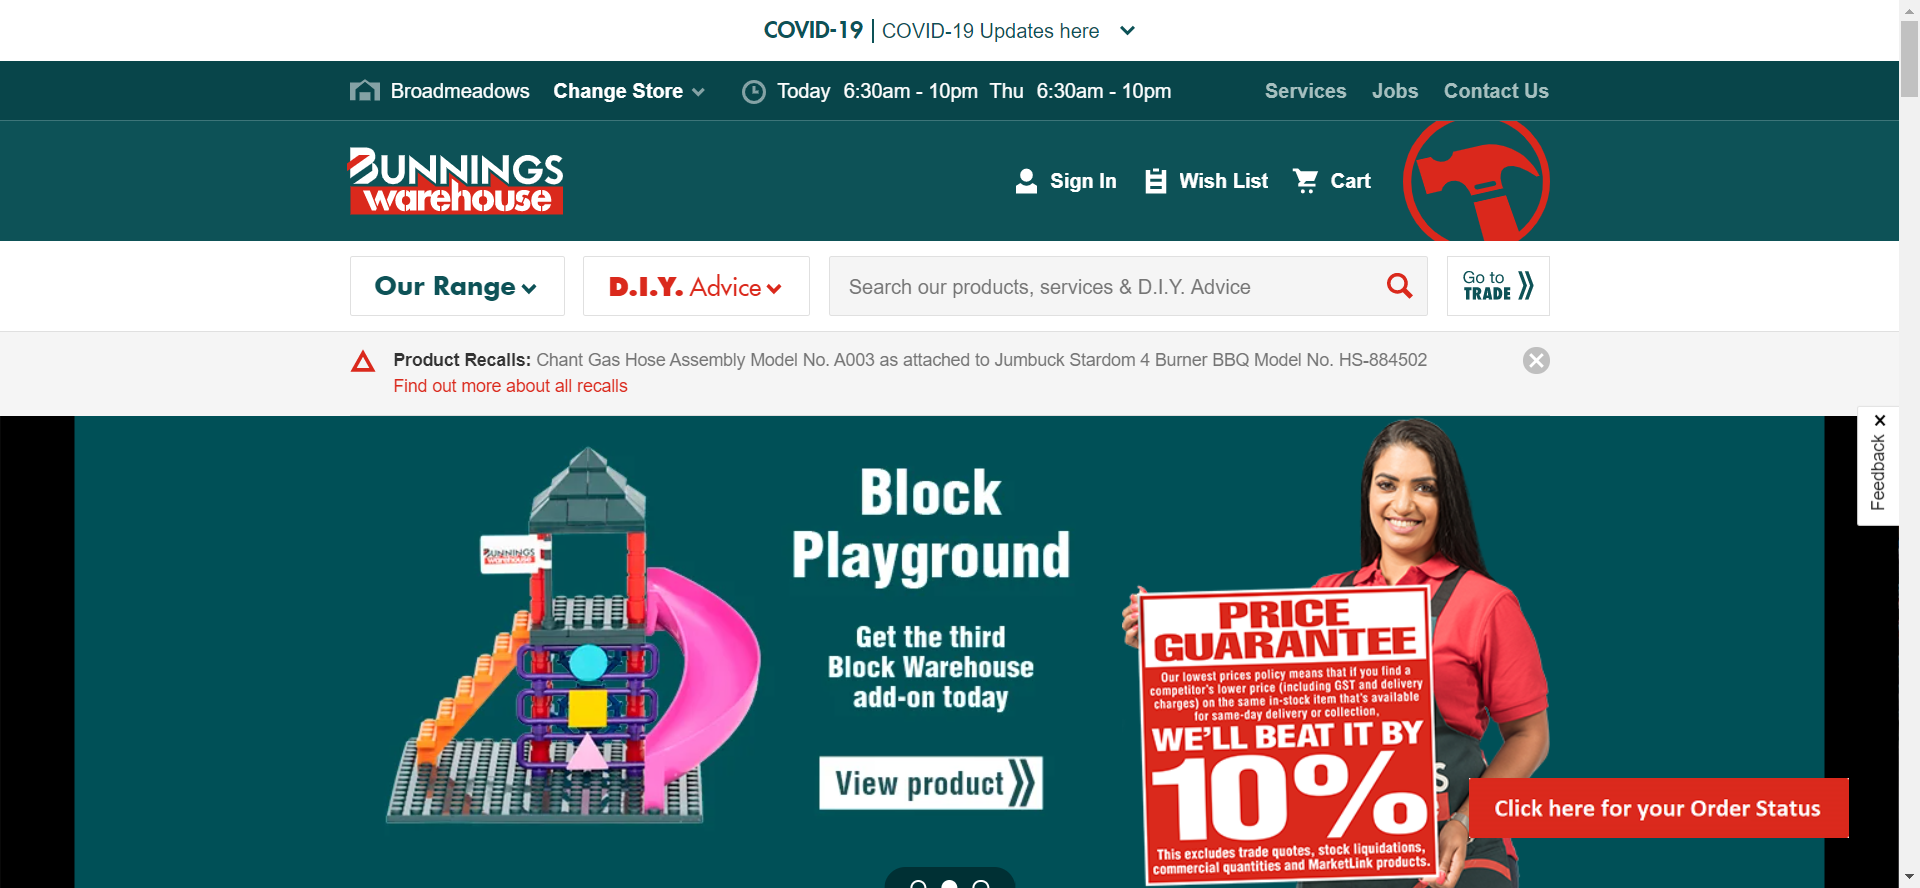 COVID-19 | COVID-19 Updates here
Broadmeadows Change Store Today 6:30am - 10pm Thu 6:30am - 10pm Services Jobs Contact Us
BUNNINGS
warehouse
Sign In Wish List Cart
Our Range D.I.Y. Advice Search our products, services & D.I.Y. Advice
Go to
TRADE
Product Recalls: Chant Gas Hose Assembly Model No. A003 as attached to Jumbuck Stardom 4 Burner BBQ Model No. HS-884502
Find out more about all recalls
Feedback
BUNNINGS
warehouse
Block
Playground
Get the third
Block Warehouse
add-on today
View product
PRICE
GUARANTEE
Our lowest prices policy means that if you find a
competitor's lower price (including GST and delivery
charges) on the same in-stock item that's available
for same-day delivery or collection,
WE'LL BEAT IT BY
10%
This excludes trade quotes, stock liquidations,
commercial quantities and MarketLink products.
Click here for your Order Status